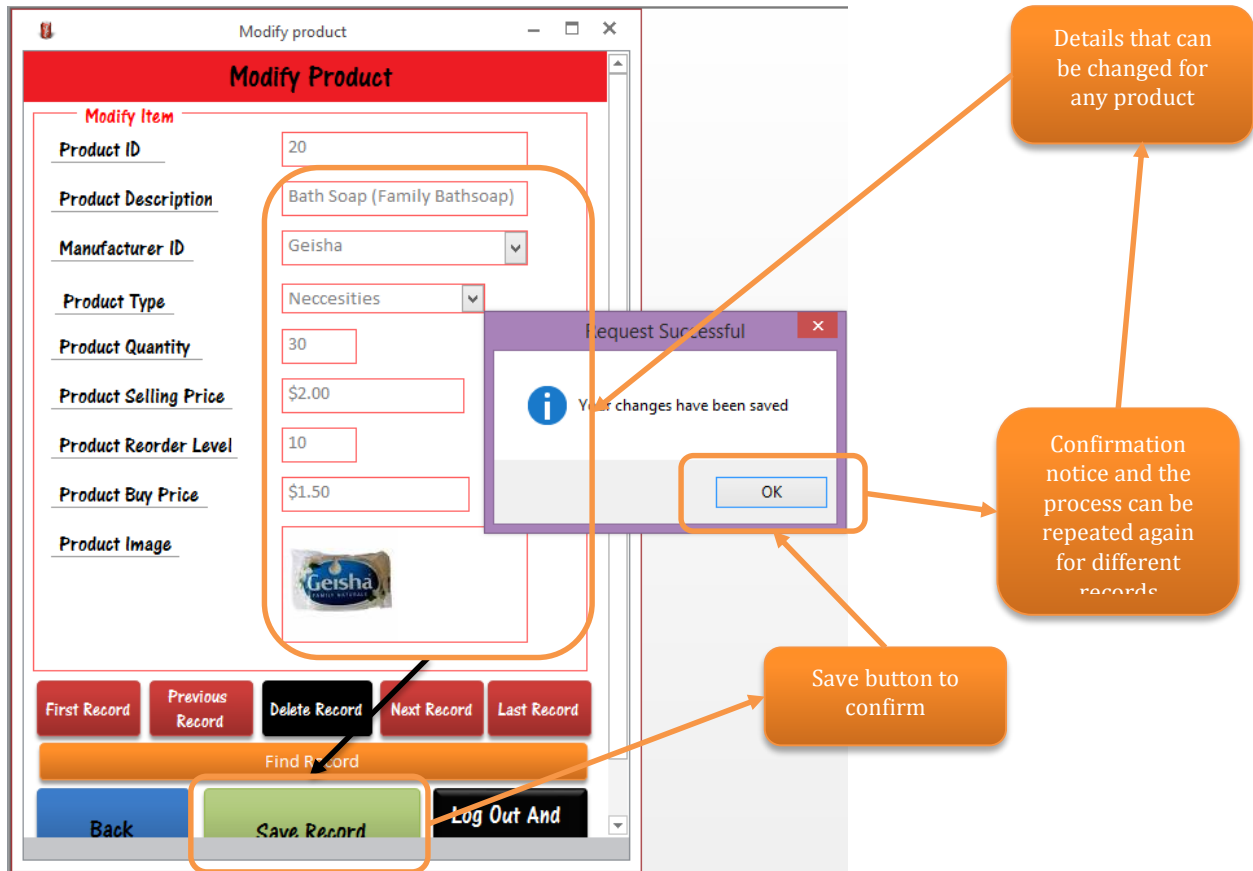 Modify product
Modify Product
Modify Item
Product ID
20
Product Description
Bath Soap (Family Bathsoap)
Manufacturer ID
Geisha
Product Type
Neccesities
Product Quantity
30
Product Selling Price
$2.00
Product Reorder Level
10
Product Buy Price
$1.50
Product Image
Geisha
FAMILY NATURALS
First Record
Previous
Record
Delete Record
Next Record
Last Record
Find Record
Back
Save Record
Log Out And
Request Successful
Your changes have been saved
OK
Details that can
be changed for
any product
Confirmation
notice and the
process can be
repeated again
for different
records
Save button to
confirm